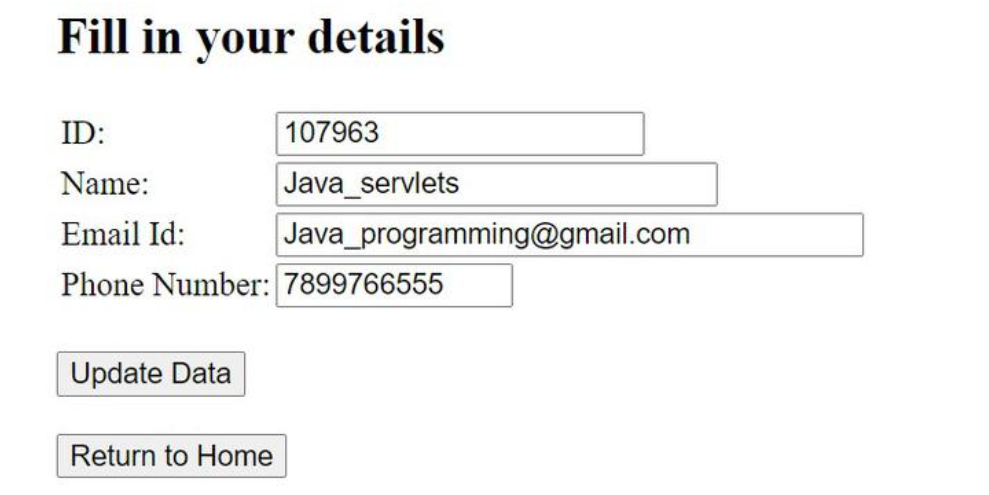 Fill in your details
ID: 107963
Name: Java_servlets
Email Id: Java_programming@gmail.com
Phone Number: 7899766555
Update Data
Return to Home